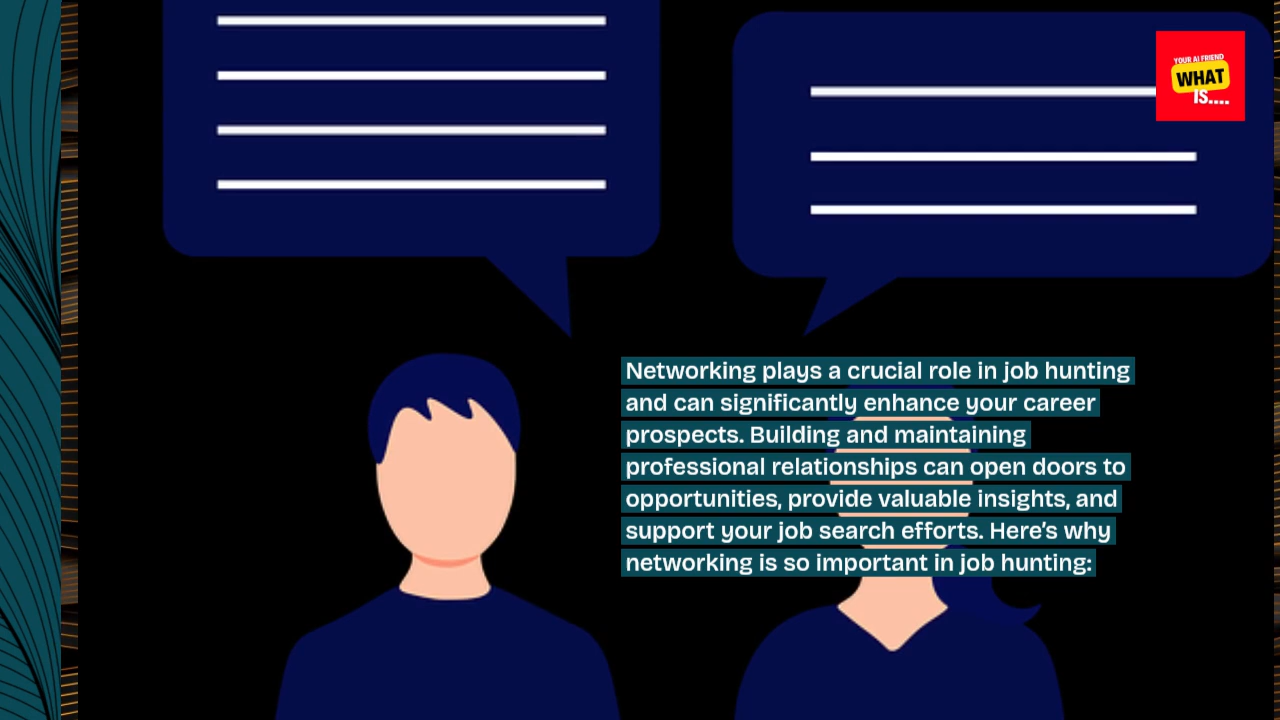 YOUR AI FRIEND
WHAT
IS....
Networking plays a crucial role in job hunting
and can significantly enhance your career
prospects. Building and maintaining
professional relationships can open doors to
opportunities, provide valuable insights, and
support your job search efforts. Here’s why
networking is so important in job hunting: